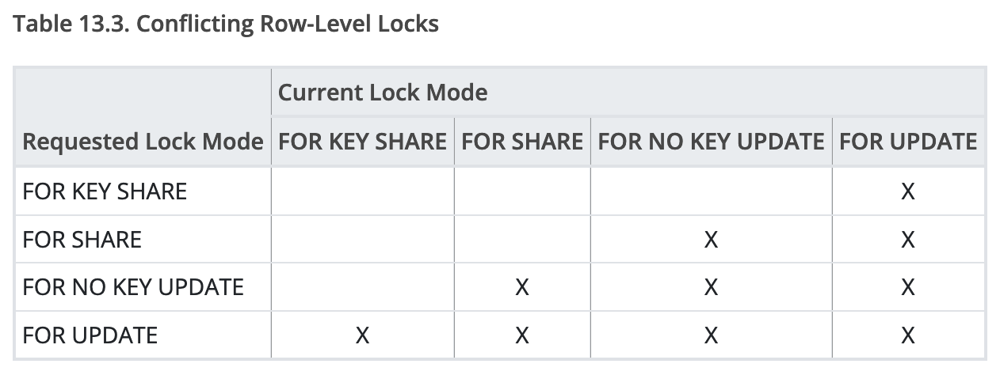 Table 13.3. Conflicting Row-Level Locks
Current Lock Mode
Requested Lock Mode FOR KEY SHARE FOR SHARE FOR NO KEY UPDATE FOR UPDATE
FOR KEY SHARE X
FOR SHARE X X
FOR NO KEY UPDATE X X X
FOR UPDATE X X X X